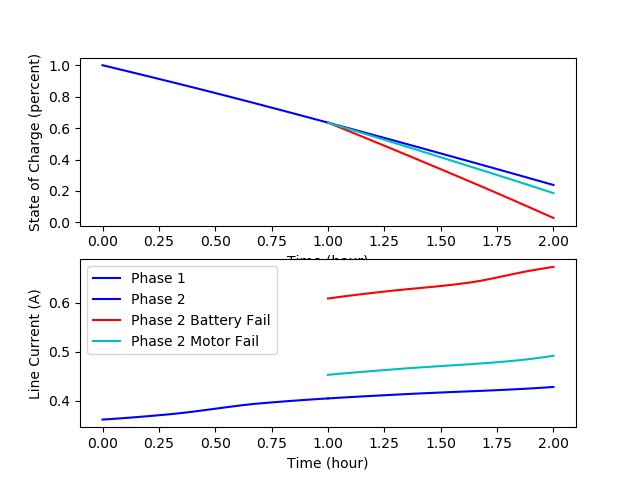 State of Charge (percent)
1.0
0.8
0.6
0.4
0.2
0.0
0.00 0.25 0.50 0.75 1.00 1.25 1.50 1.75 2.00
Time (hour)
Line Current (A)
0.6
0.5
0.4
Phase 1
Phase 2
Phase 2 Battery Fail
Phase 2 Motor Fail
0.00 0.25 0.50 0.75 1.00 1.25 1.50 1.75 2.00
Time (hour)